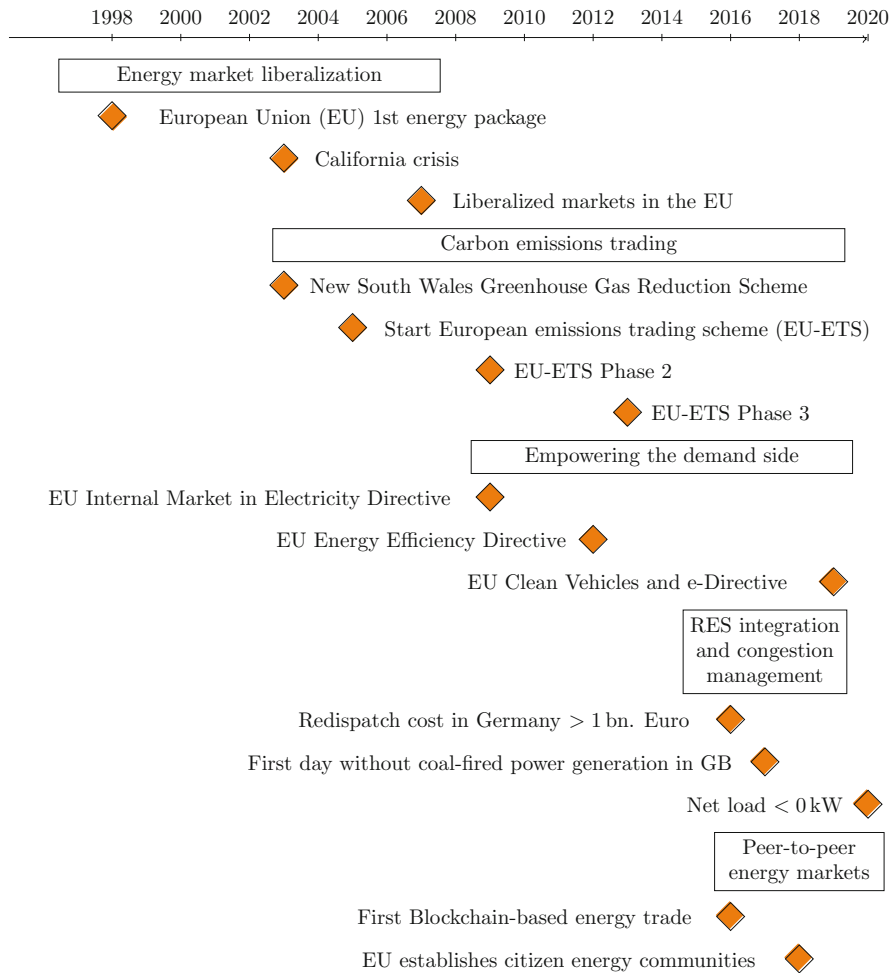 1998 2000 2002 2004 2006 2008 2010 2012 2014 2016 2018 2020
Energy market liberalization
European Union (EU) 1st energy package
California crisis
Liberalized markets in the EU
Carbon emissions trading
New South Wales Greenhouse Gas Reduction Scheme
Start European emissions trading scheme (EU-ETS)
EU-ETS Phase 2
EU-ETS Phase 3
Empowering the demand side
EU Internal Market in Electricity Directive
EU Energy Efficiency Directive
EU Clean Vehicles and e-Directive
RES integration
and congestion
management
Redispatch cost in Germany > 1 bn. Euro
First day without coal-fired power generation in GB
Net load < 0 kW
Peer-to-peer
energy markets
First Blockchain-based energy trade
EU establishes citizen energy communities